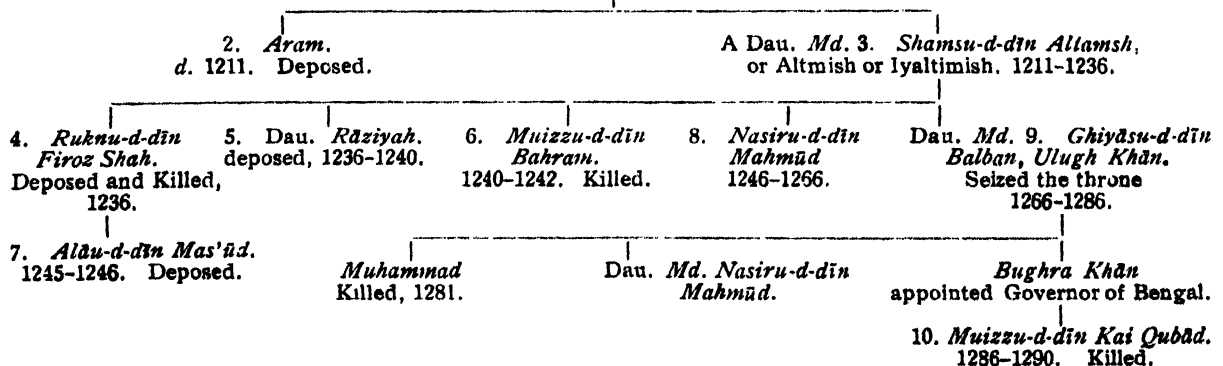 2. Aram.
d. 1211. Deposed.
A Dau. Md. 3. Shamsu-d-dīn Altamsh,
or Altmish or Iyaltimish. 1211-1236.
4. Ruknu-d-dīn
Firoz Shah.
Deposed and Killed,
1236.
5. Dau. Rāziyah.
deposed, 1236-1240.
6. Muizzu-d-dīn
Bahram.
1240-1242. Killed.
8. Nasiru-d-dīn
Mahmūd
1246-1266.
Dau. Md. 9. Ghiyāsu-d-dīn
Balban, Ulugh Khān.
Seized the throne
1266-1286.
7. Alāu-d-dīn Mas'ūd.
1245-1246. Deposed.
Muhammad
Killed, 1281.
Dau. Md. Nasiru-d-dīn
Mahmūd.
Bughra Khān
appointed Governor of Bengal.
10. Muizzu-d-dīn Kai Qubād.
1286-1290. Killed.